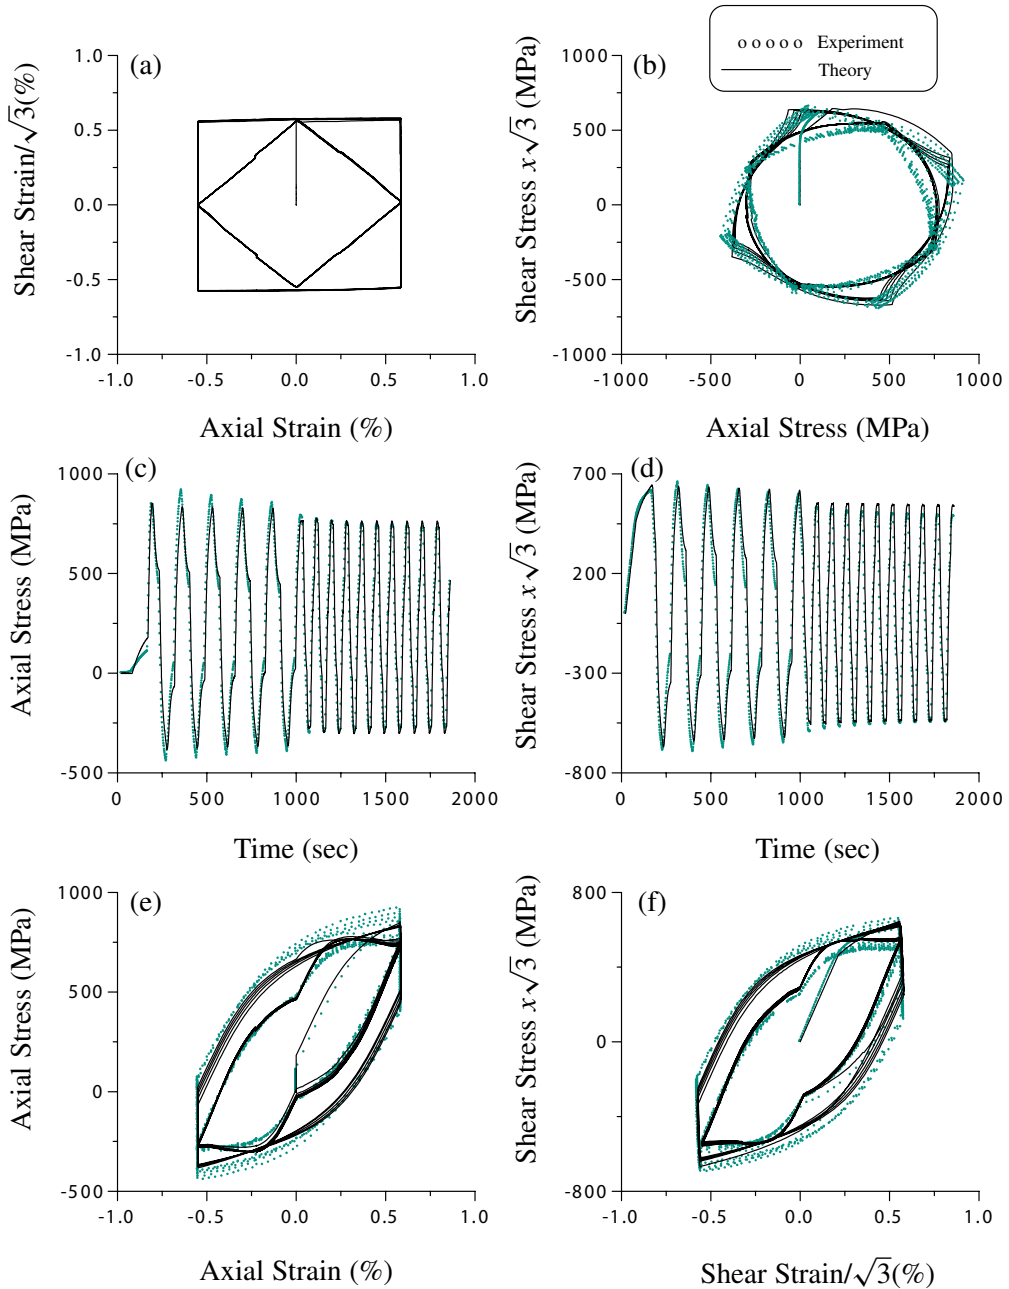 o o o o o Experiment
Theory
(a)
1.0
0.5
0.0
-0.5
-1.0
Shear Strain/√3(%)
-1.0 -0.5 0.0 0.5 1.0
Axial Strain (%)
(b)
1000
500
0
-500
-1000
Shear Stress x√3 (MPa)
-1000 -500 0 500 1000
Axial Stress (MPa)
(c)
1000
500
0
-500
Axial Stress (MPa)
0 500 1000 1500 2000
Time (sec)
(d)
700
200
-300
-800
Shear Stress x√3 (MPa)
0 500 1000 1500 2000
Time (sec)
(e)
1000
500
0
-500
Axial Stress (MPa)
-1.0 -0.5 0.0 0.5 1.0
Axial Strain (%)
(f)
800
400
0
-400
-800
Shear Stress x√3 (MPa)
-1.0 -0.5 0.0 0.5 1.0
Shear Strain/√3(%)